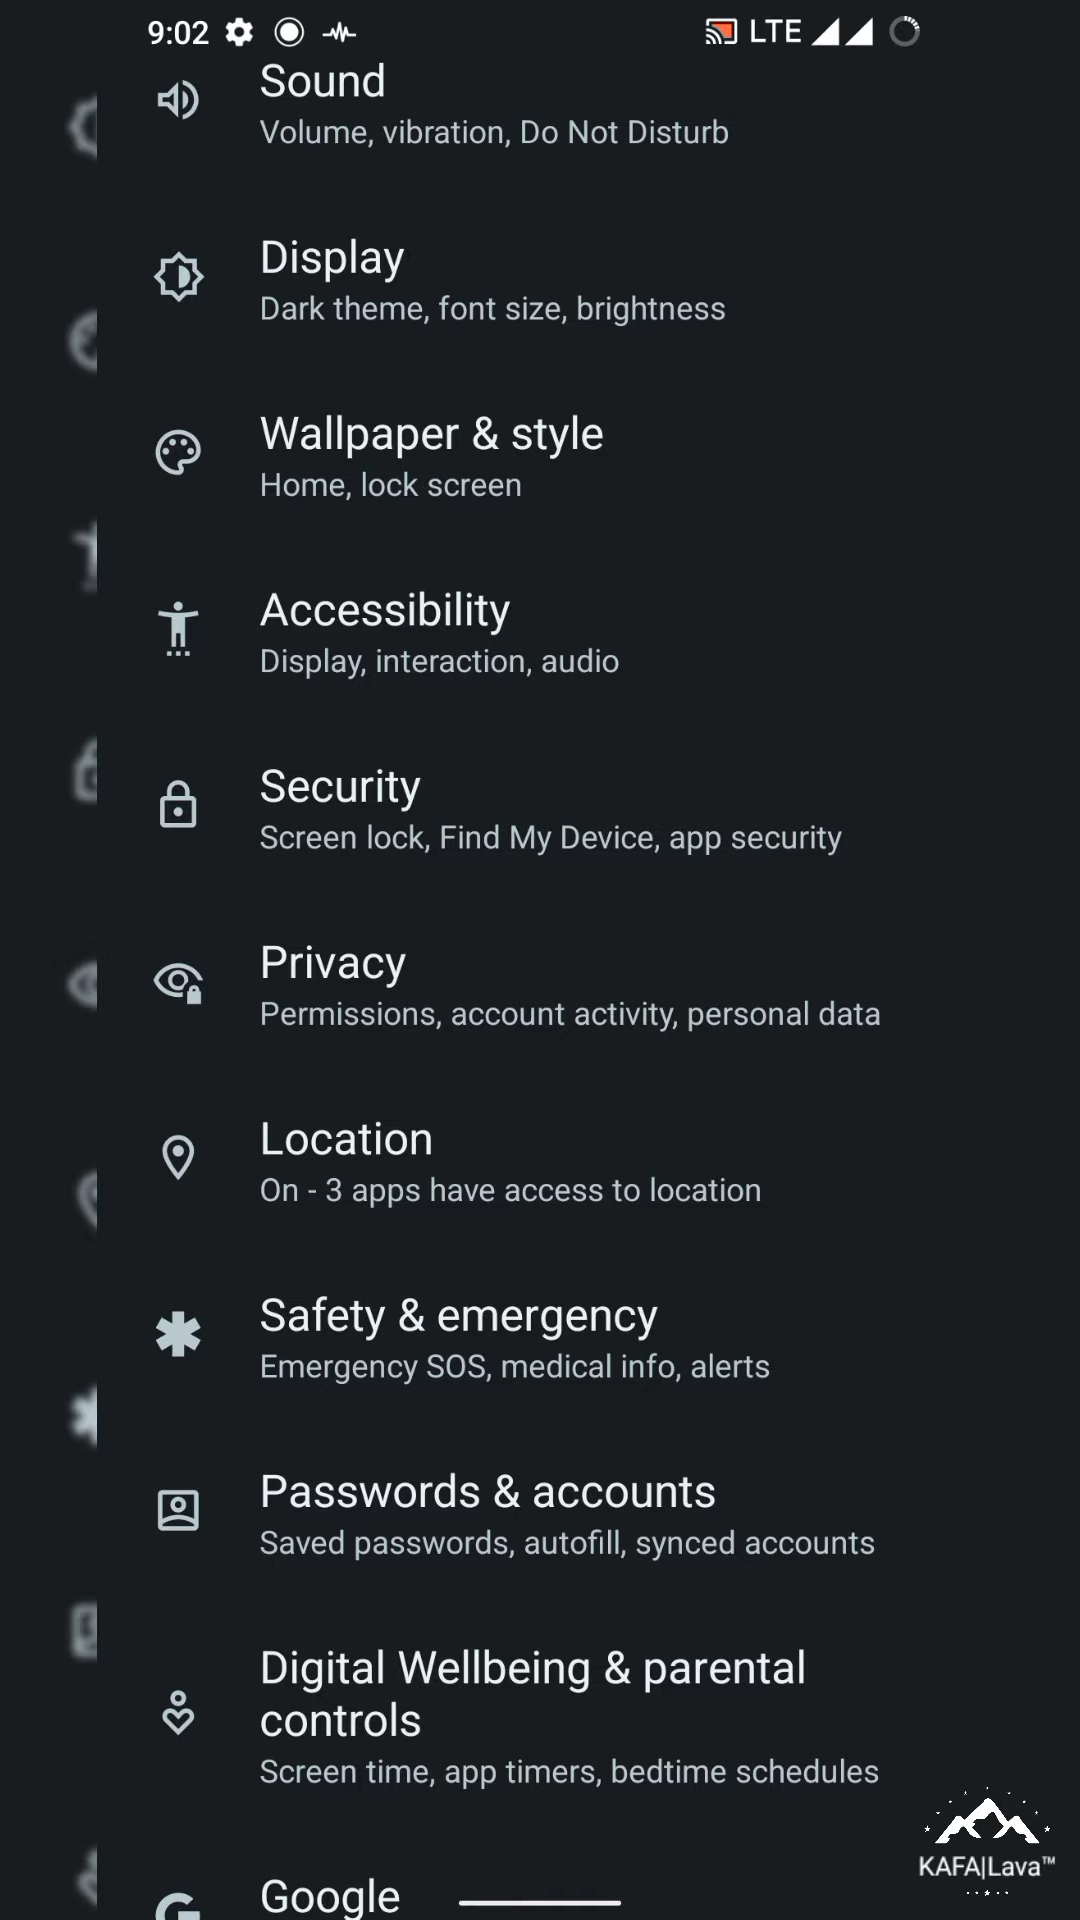 9:02 LTE
Sound
Volume, vibration, Do Not Disturb
Display
Dark theme, font size, brightness
Wallpaper & style
Home, lock screen
Accessibility
Display, interaction, audio
Security
Screen lock, Find My Device, app security
Privacy
Permissions, account activity, personal data
Location
On - 3 apps have access to location
Safety & emergency
Emergency SOS, medical info, alerts
Passwords & accounts
Saved passwords, autofill, synced accounts
Digital Wellbeing & parental
controls
Screen time, app timers, bedtime schedules
KAFA|Lava™
Google